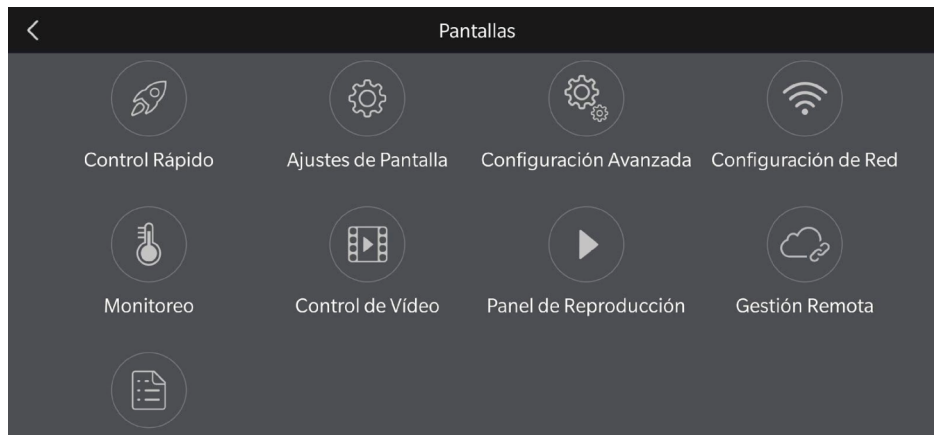 Pantallas
Control Rápido
Ajustes de Pantalla
Configuración Avanzada
Configuración de Red
Monitoreo
Control de Vídeo
Panel de Reproducción
Gestión Remota